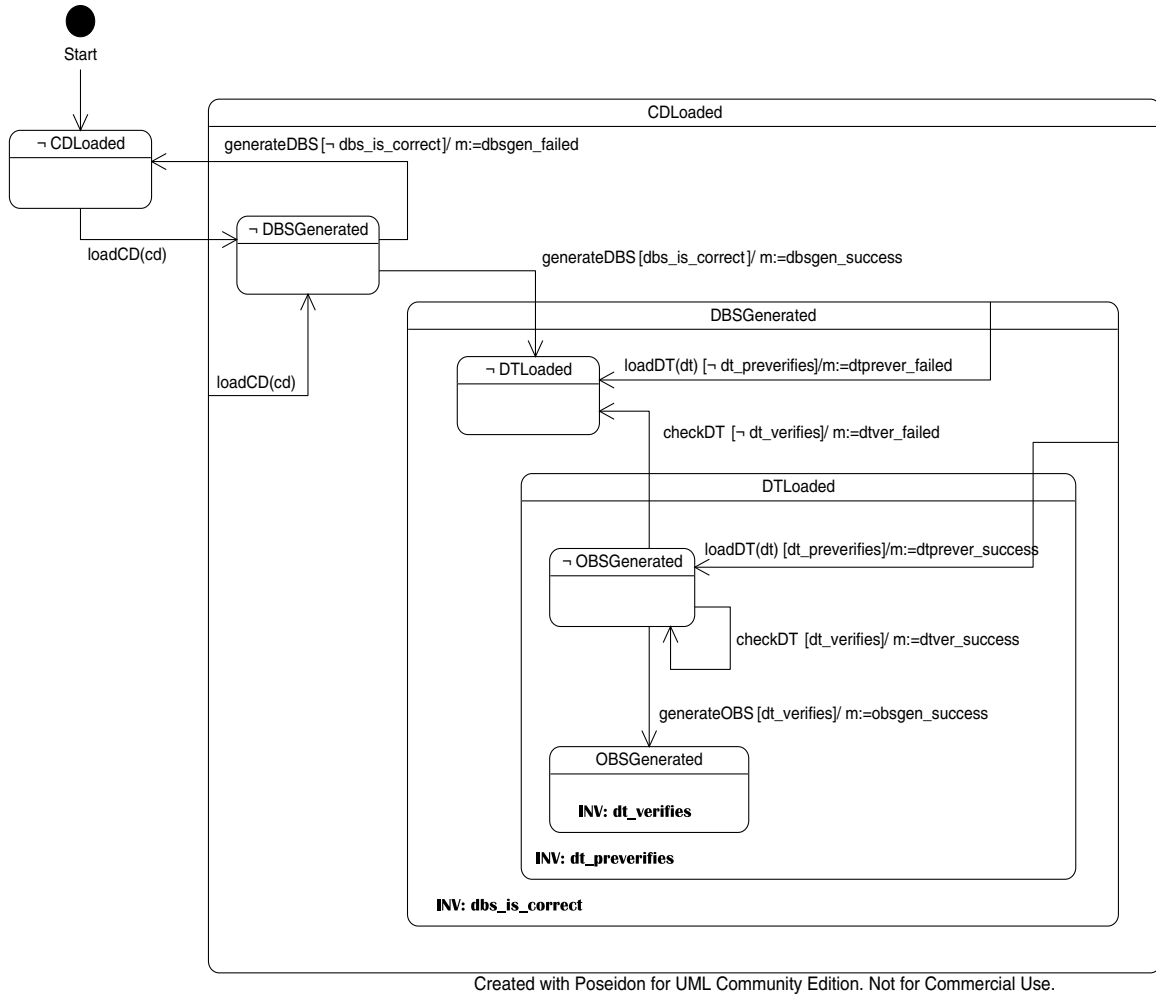 Start
CDLoaded
¬ CDLoaded
generateDBS [¬ dbs_is_correct]/ m:=dbsgen_failed
¬ DBSGenerated
loadCD(cd)
generateDBS [dbs_is_correct]/ m:=dbsgen_success
DBSGenerated
¬ DTLoaded
loadDT(dt) [¬ dt_preverifies]/m:=dtprever_failed
loadCD(cd)
checkDT [¬ dt_verifies]/ m:=dtver_failed
DTLoaded
loadDT(dt) [dt_preverifies]/m:=dtprever_success
¬ OBSGenerated
checkDT [dt_verifies]/ m:=dtver_success
generateOBS [dt_verifies]/ m:=obsgen_success
OBSGenerated
INV: dt_verifies
INV: dt_preverifies
INV: dbs_is_correct
Created with Poseidon for UML Community Edition. Not for Commercial Use.